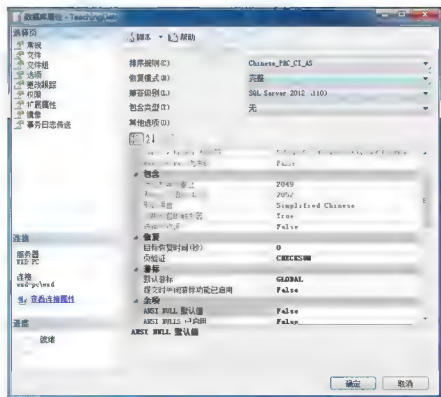 数据库属性 - Teaching
选择页
常规
文件
文件组
选项
更改跟踪
权限
扩展属性
镜像
事务日志传送
脚本
帮助
排序规则(C)
Chinese_PRC_CI_AS
恢复模式(M)
完整
兼容级别(L)
SQL Server 2012 (110)
包含类型(T)
无
其他选项(O)
False
包含
2049
2052
Simplified Chinese
True
False
恢复
目标恢复时间(秒)
0
页验证
CHECKSUM
游标
默认游标
GLOBAL
提交时关闭游标功能已启用
False
杂项
ANSI NULL 默认值
False
ANSI NULLS 已启用
False
ANSI NULL 默认值
连接
服务器
连接
wxd-pc\wxd
查看连接属性
进度
就绪
确定
取消